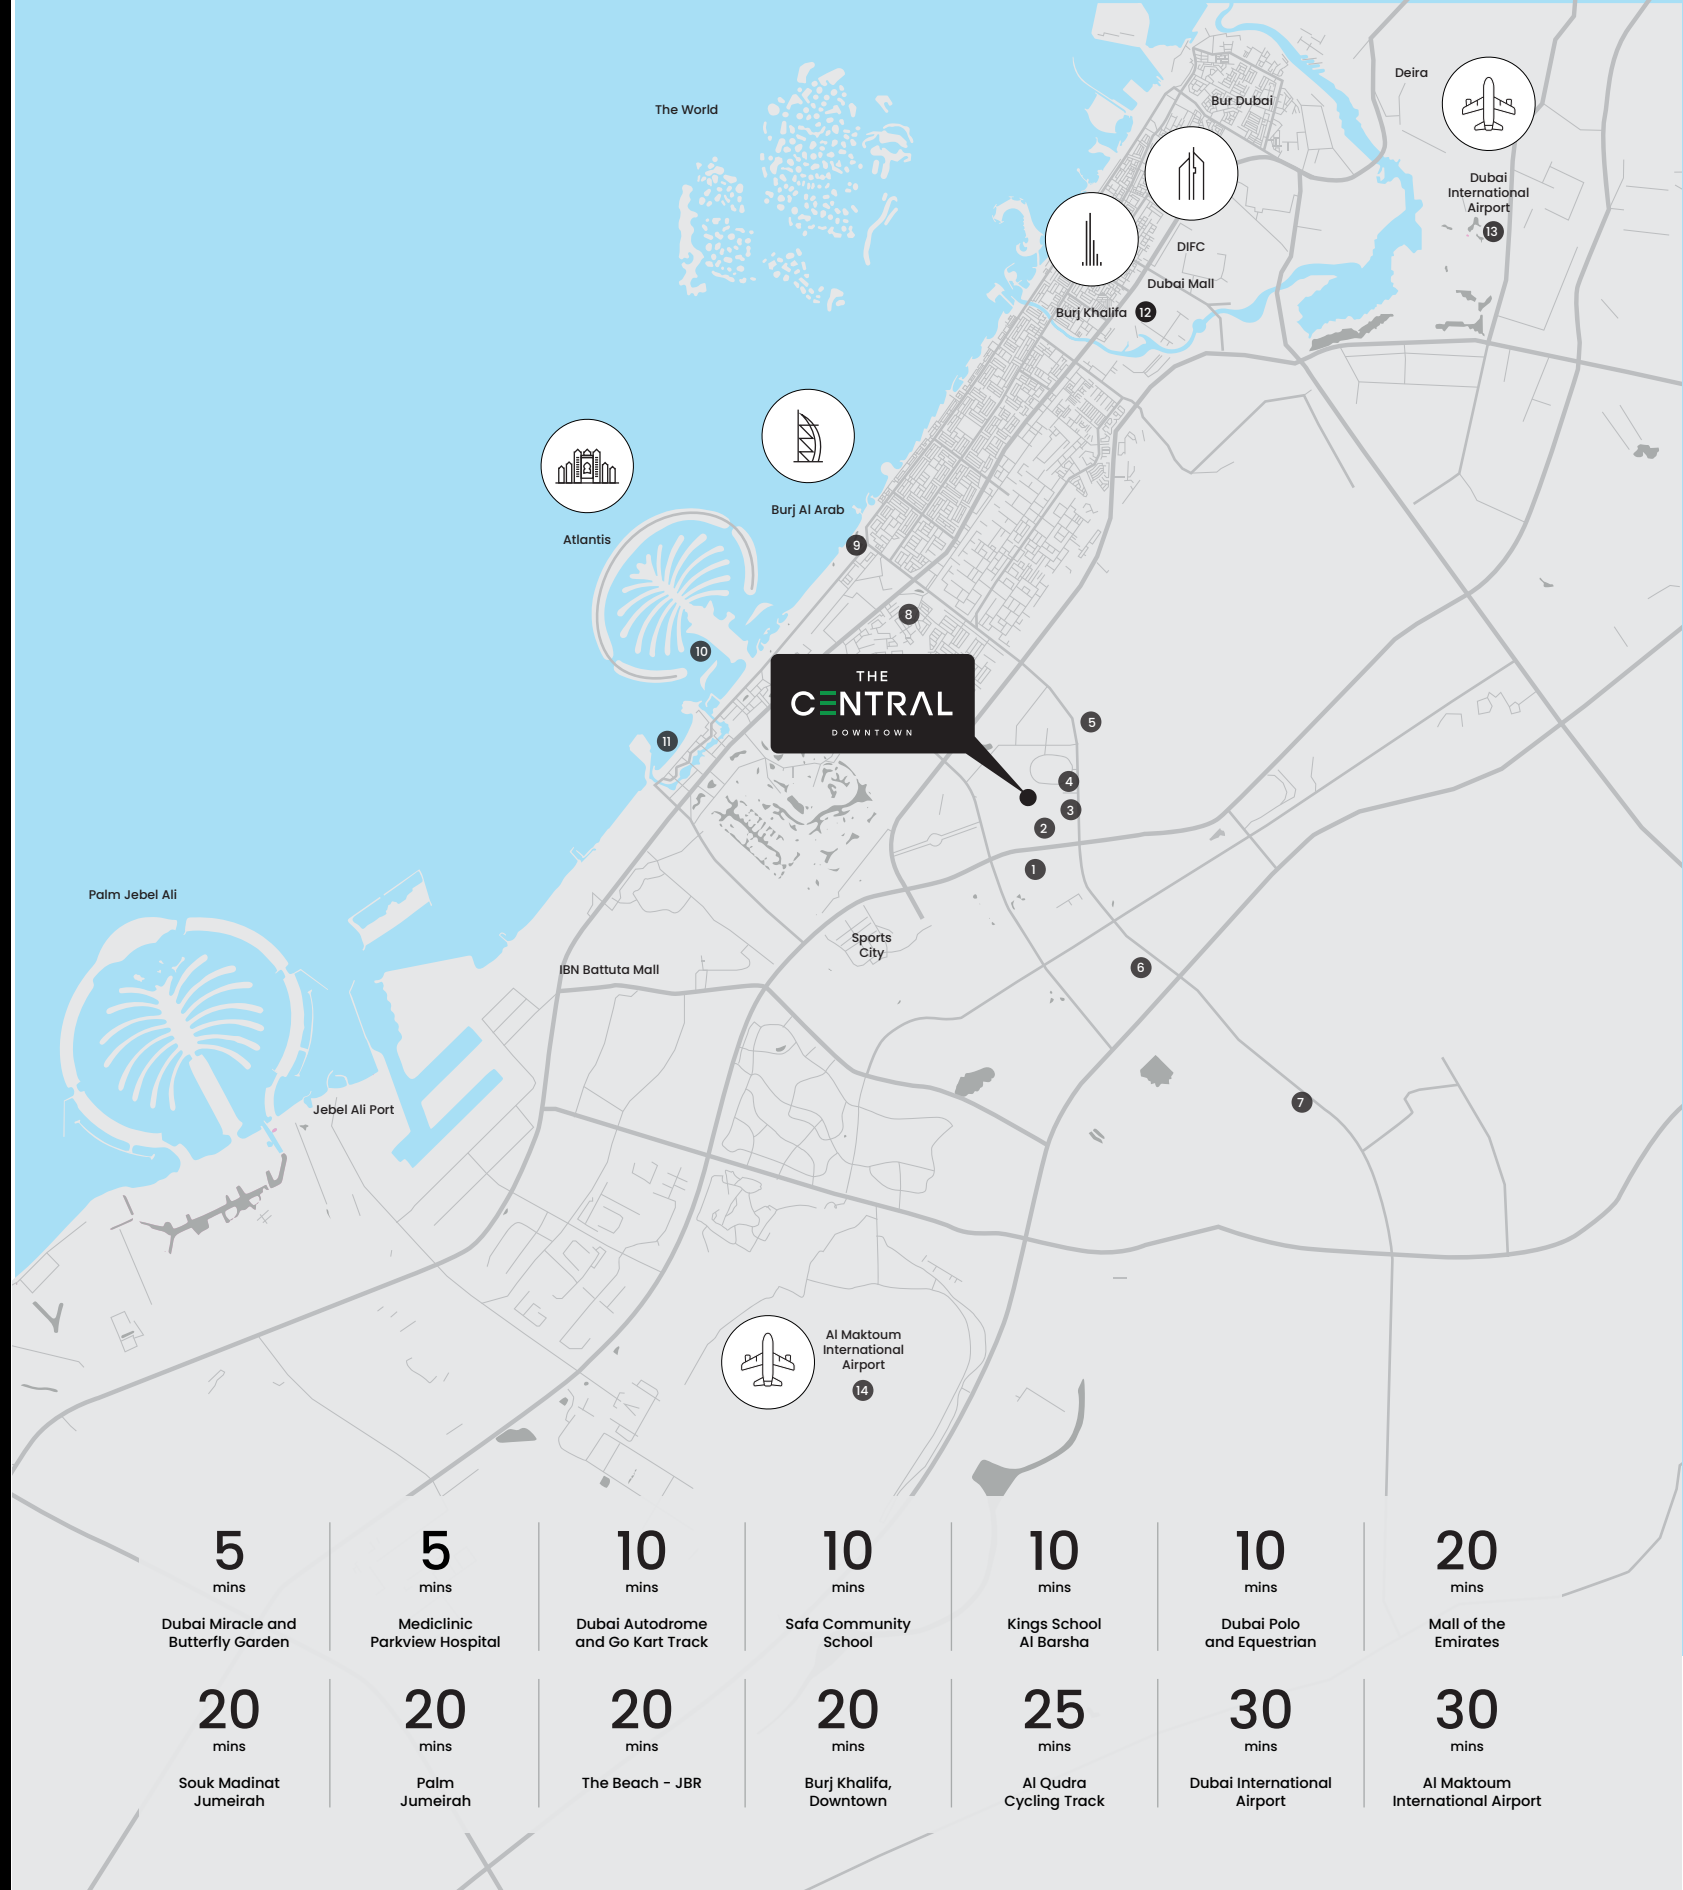 Deira
Bur Dubai
The World
Dubai
International
Airport
13
DIFC
Dubai Mall
Burj Khalifa
12
Burj Al Arab
Atlantis
9
8
10
THE
CENTRAL
DOWNTOWN
5
11
4
3
2
1
Palm Jebel Ali
Sports
City
IBN Battuta Mall
6
7
Jebel Ali Port
Al Maktoum
International
Airport
14
5
mins
Dubai Miracle and
Butterfly Garden
5
mins
Mediclinic
Parkview Hospital
10
mins
Dubai Autodrome
and Go Kart Track
10
mins
Safa Community
School
10
mins
Kings School
Al Barsha
10
mins
Dubai Polo
and Equestrian
20
mins
Mall of the
Emirates
20
mins
Souk Madinat
Jumeirah
20
mins
Palm
Jumeirah
20
mins
The Beach - JBR
20
mins
Burj Khalifa,
Downtown
25
mins
Al Qudra
Cycling Track
30
mins
Dubai International
Airport
30
mins
Al Maktoum
International Airport